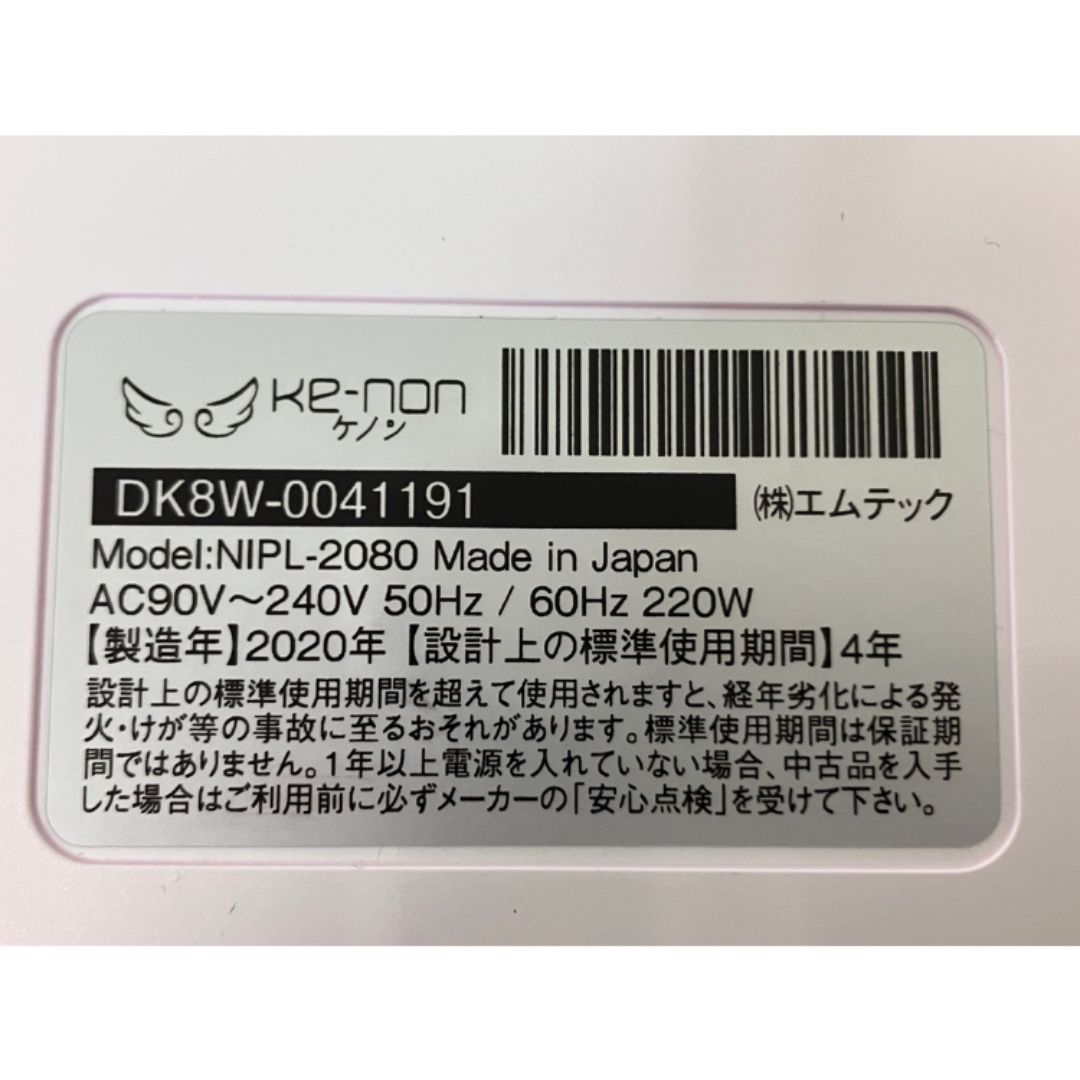 Ke-non
ケノン
DK8W-0041191
㈱エムテック
Model:NIPL-2080 Made in Japan
AC90V～240V 50Hz / 60Hz 220W
【製造年】2020年【設計上の標準使用期間】4年
設計上の標準使用期間を超えて使用されますと、経年劣化による発
火・けが等の事故に至るおそれがあります。標準使用期間は保証期
間ではありません。1年以上電源を入れていない場合、中古品を入手
した場合はご利用前に必ずメーカーの「安心点検」を受けて下さい。